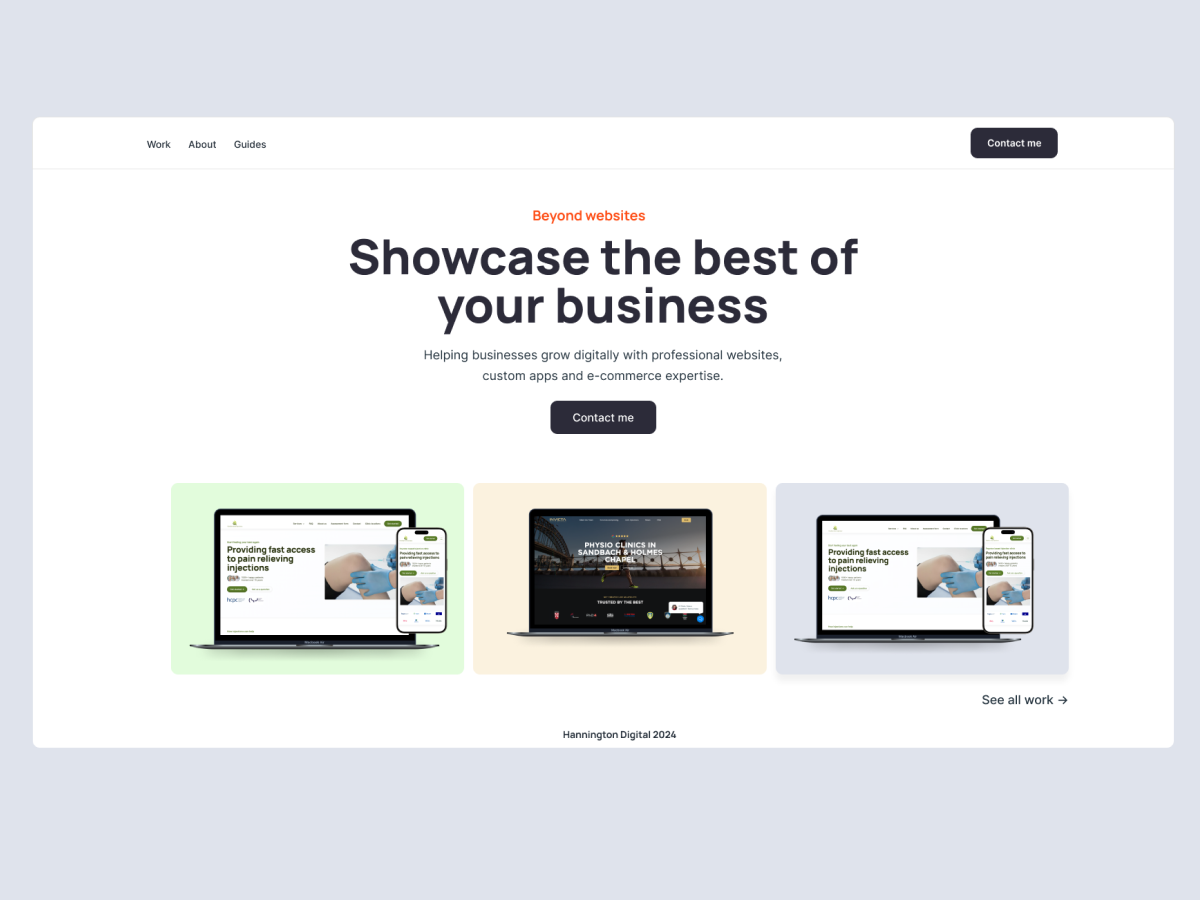 Work About Guides
Contact me
Beyond websites
Showcase the best of
your business
Helping businesses grow digitally with professional websites,
custom apps and e-commerce expertise.
Contact me
Providing fast access
to pain relieving
injections
Providing fast access to
pain relieving injections
PHYSIO CLINICS IN
SANDBACH & HOLMES
CHAPEL
TRUSTED BY THE BEST
Providing fast access
to pain relieving
injections
Providing fast access to
pain relieving injections
See all work →
Hannington Digital 2024